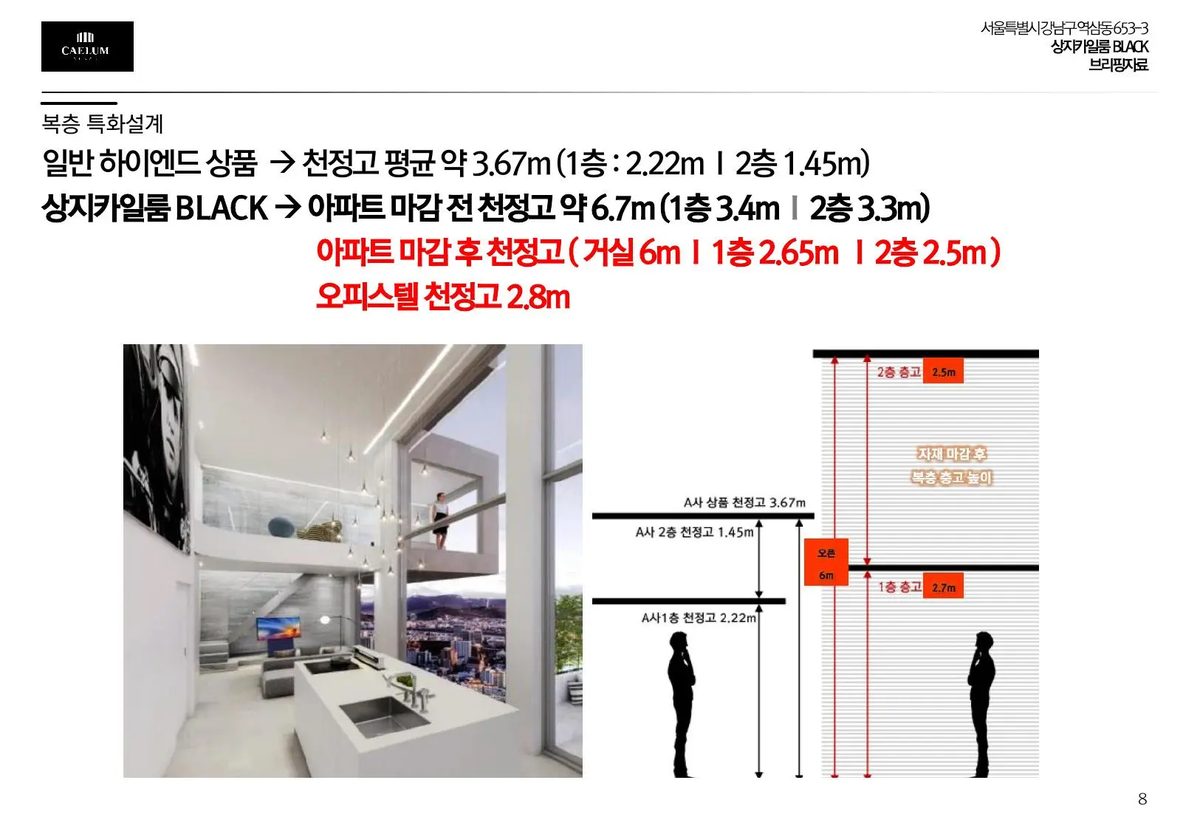 CAELUM
서울특별시 강남구 역삼동 653-3
상지카일룸 BLACK
브리핑자료
복층 특화설계
일반 하이엔드 상품 → 천정고 평균 약 3.67m (1층 : 2.22m ㅣ 2층 1.45m)
상지카일룸 BLACK → 아파트 마감 전 천정고 약 6.7m (1층 3.4m ㅣ 2층 3.3m)
아파트 마감 후 천정고 ( 거실 6m ㅣ 1층 2.65m ㅣ 2층 2.5m )
오피스텔 천정고 2.8m
2층 층고 2.5m
자재 마감 후
복층 층고 높이
A사 상품 천정고 3.67m
A사 2층 천정고 1.45m
오픈
6m
1층 층고 2.7m
A사1층 천정고 2.22m
8